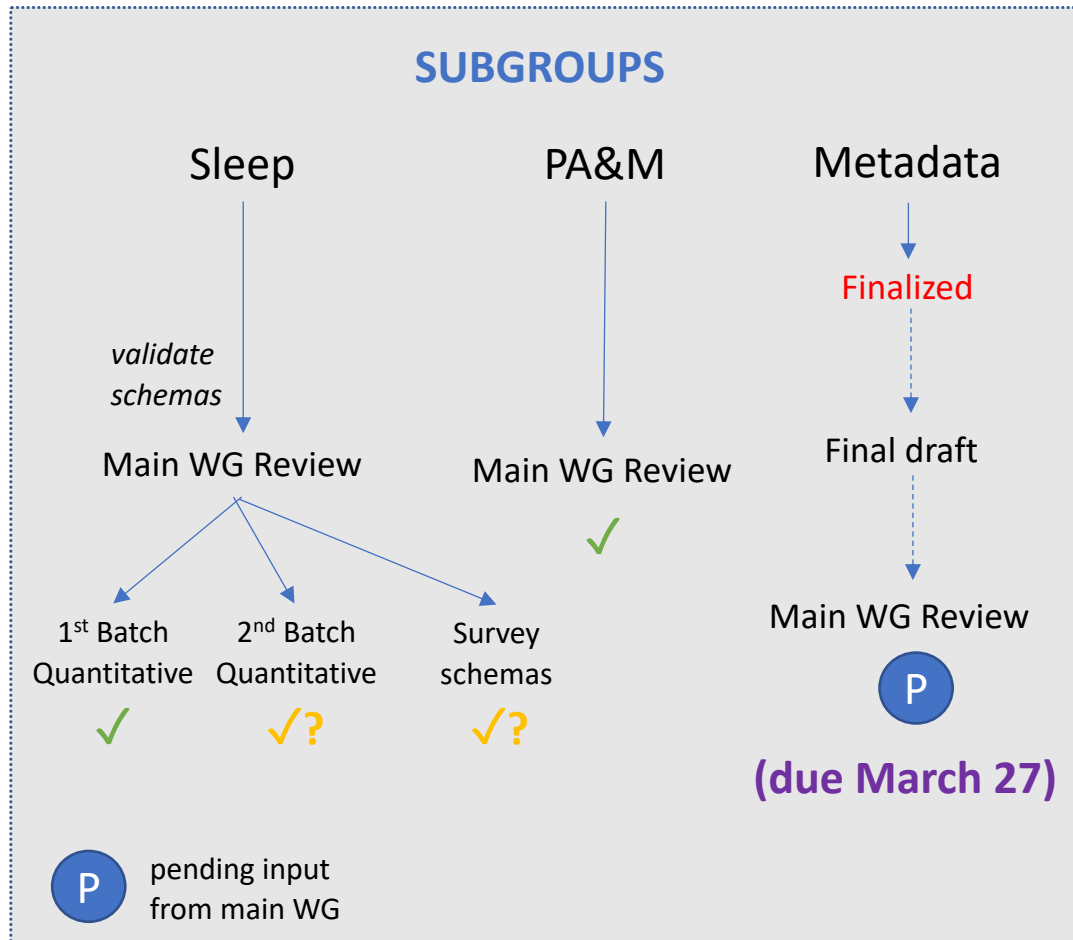 SUBGROUPS
Sleep
validate
schemas
Main WG Review
1st Batch
Quantitative
✓
2nd Batch
Quantitative
✓?
Survey
schemas
✓?
PA&M
Main WG Review
✓
Metadata
Finalized
Final draft
Main WG Review
P
(due March 27)
P
pending input
from main WG